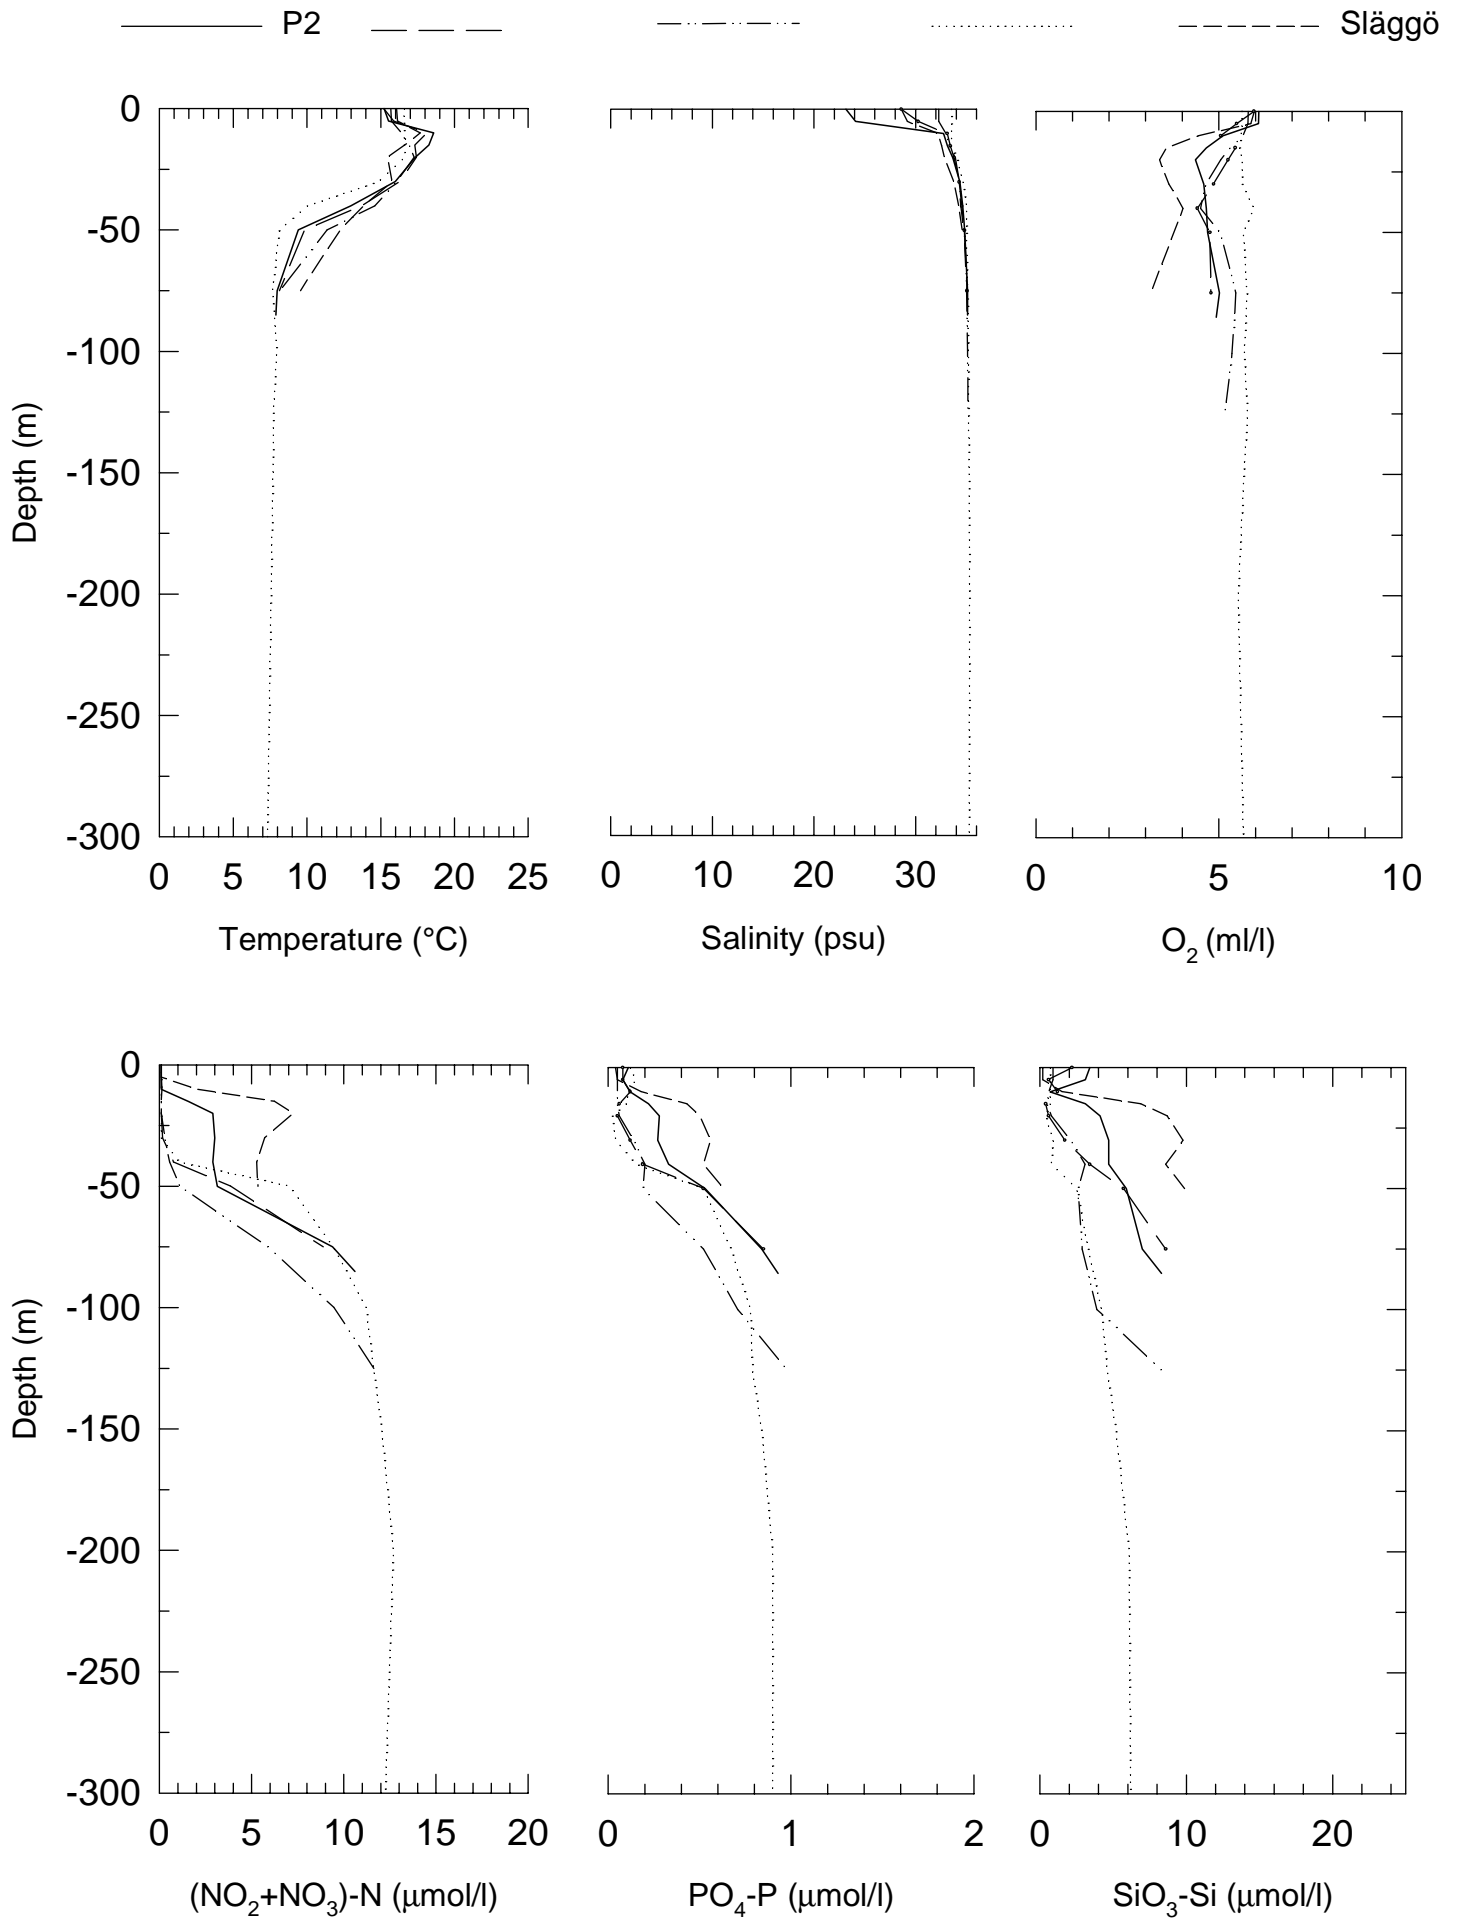 P2 Släggö
0
-50
-100
-150
-200
-250
-300
Depth (m)
0 5 10 15 20 25
0 10 20 30
0 5 10
Temperature (°C)
Salinity (psu)
O2 (ml/l)
0
-50
-100
-150
-200
-250
-300
Depth (m)
0 5 10 15 20
0 1 2
0 10 20
(NO2+NO3)-N (μmol/l)
PO4-P (μmol/l)
SiO3-Si (μmol/l)